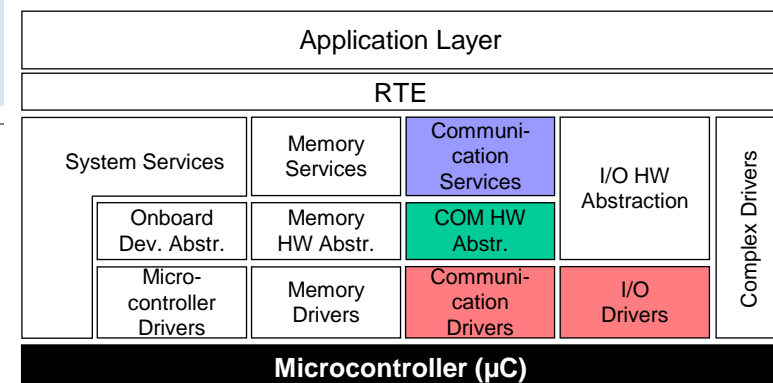 Application Layer
RTE
System Services
Memory
Services
Communi-
cation
Services
I/O HW
Abstraction
Complex Drivers
Onboard
Dev. Abstr.
Memory
HW Abstr.
COM HW
Abstr.
Micro-
controller
Drivers
Memory
Drivers
Communi-
cation
Drivers
I/O
Drivers
Microcontroller (µC)